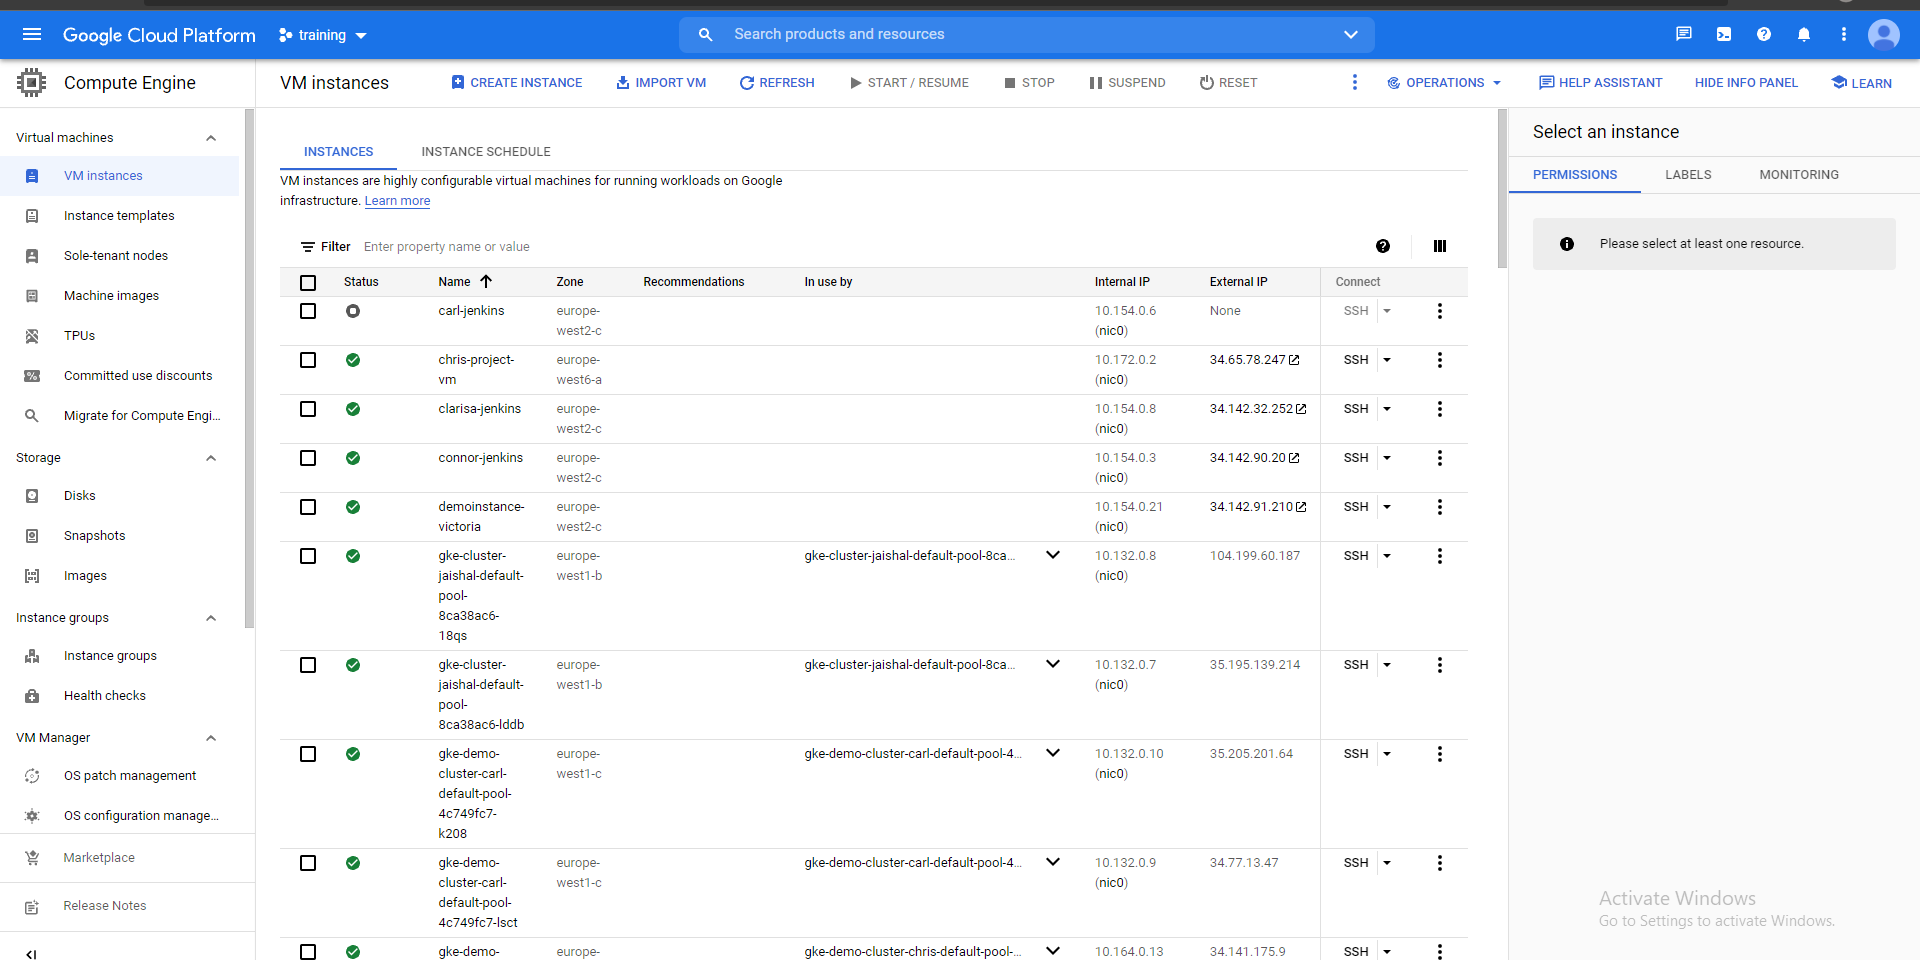 Google Cloud Platform
training
Search products and resources
Compute Engine
VM instances
CREATE INSTANCE
IMPORT VM
REFRESH
START / RESUME
STOP
SUSPEND
RESET
OPERATIONS
HELP ASSISTANT
HIDE INFO PANEL
LEARN
Virtual machines
VM instances
Instance templates
Sole-tenant nodes
Machine images
TPUs
Committed use discounts
Migrate for Compute Engi...
Storage
Disks
Snapshots
Images
Instance groups
Instance groups
Health checks
VM Manager
OS patch management
OS configuration manage...
Marketplace
Release Notes
INSTANCES
INSTANCE SCHEDULE
VM instances are highly configurable virtual machines for running workloads on Google
infrastructure. Learn more
Filter Enter property name or value
Status Name Zone Recommendations In use by Internal IP External IP Connect
carl-jenkins europe- 10.154.0.6 None SSH
west2-c (nic0)
chris-project- europe- 10.172.0.2 34.65.78.247 SSH
vm west6-a (nic0)
clarisa-jenkins europe- 10.154.0.8 34.142.32.252 SSH
west2-c (nic0)
connor-jenkins europe- 10.154.0.3 34.142.90.20 SSH
west2-c (nic0)
demoinstance- europe- 10.154.0.21 34.142.91.210 SSH
victoria west2-c (nic0)
gke-cluster- europe- gke-cluster-jaishal-default-pool-8ca... 10.132.0.8 104.199.60.187 SSH
jaishal-default- west1-b (nic0)
pool-
8ca38ac6-
18qs
gke-cluster- europe- gke-cluster-jaishal-default-pool-8ca... 10.132.0.7 35.195.139.214 SSH
jaishal-default- west1-b (nic0)
pool-
8ca38ac6-lddb
gke-demo- europe- gke-demo-cluster-carl-default-pool-4... 10.132.0.10 35.205.201.64 SSH
cluster-carl- west1-c (nic0)
default-pool-
4c749fc7-
k208
gke-demo- europe- gke-demo-cluster-carl-default-pool-4... 10.132.0.9 34.77.13.47 SSH
cluster-carl- west1-c (nic0)
default-pool-
4c749fc7-lsct
gke-demo- europe- gke-demo-cluster-chris-default-pool-... 10.164.0.13 34.141.175.9 SSH
Select an instance
PERMISSIONS
LABELS
MONITORING
Please select at least one resource.
Activate Windows
Go to Settings to activate Windows.